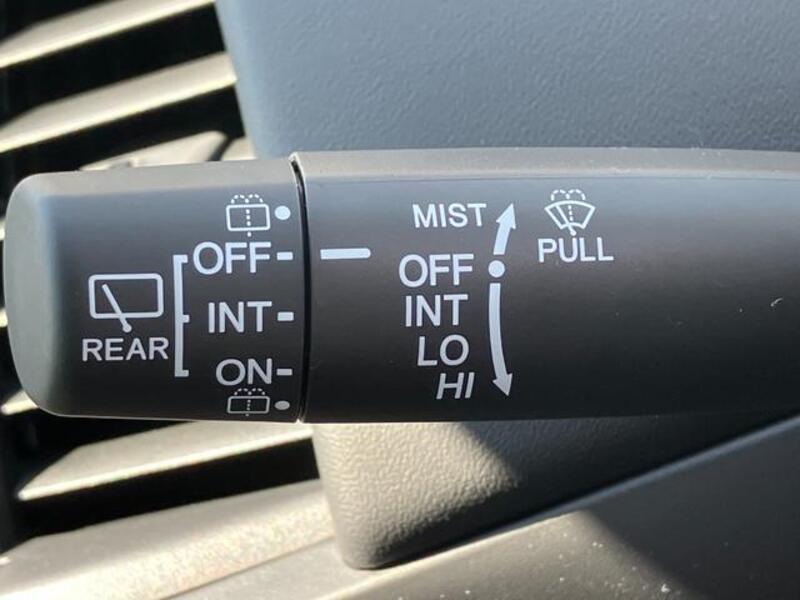 REAR
OFF
INT
ON
MIST
OFF
INT
LO
HI
PULL